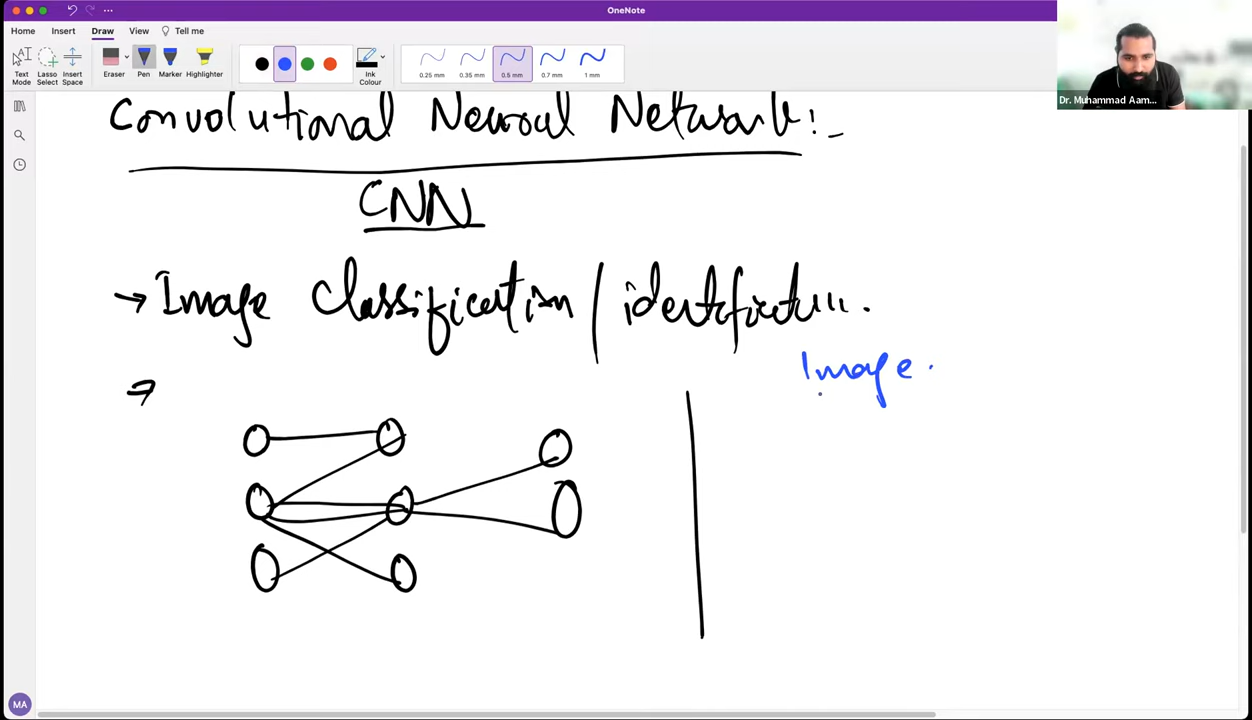 OneNote
Home Insert Draw View Tell me
Text Mode Lasso Select Insert Space Eraser Pen Marker Highlighter Ink Colour 0.25 mm 0.35 mm 0.5 mm 0.7 mm 1 mm
Dr. Muhammad Aam...
Convolutional Neural Network:-
CNN
→ Image classification / identification.
Image.
⇒
MA